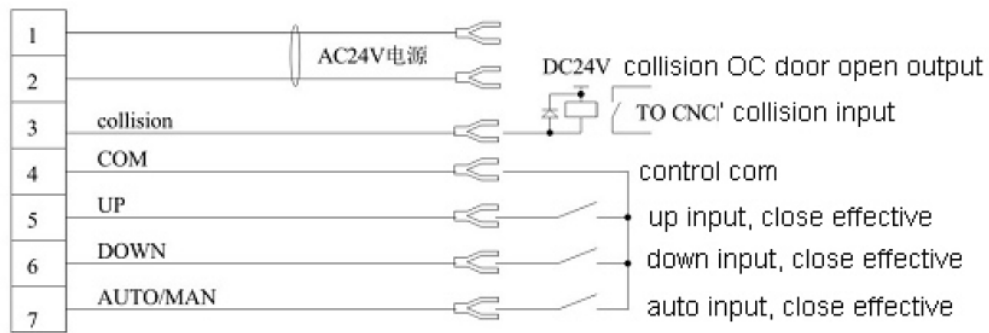 1
AC24V电源
2
DC24V collision OC door open output
3 collision
TO CNC' collision input
4 COM
control com
5 UP
up input, close effective
6 DOWN
down input, close effective
7 AUTO/MAN
auto input, close effective